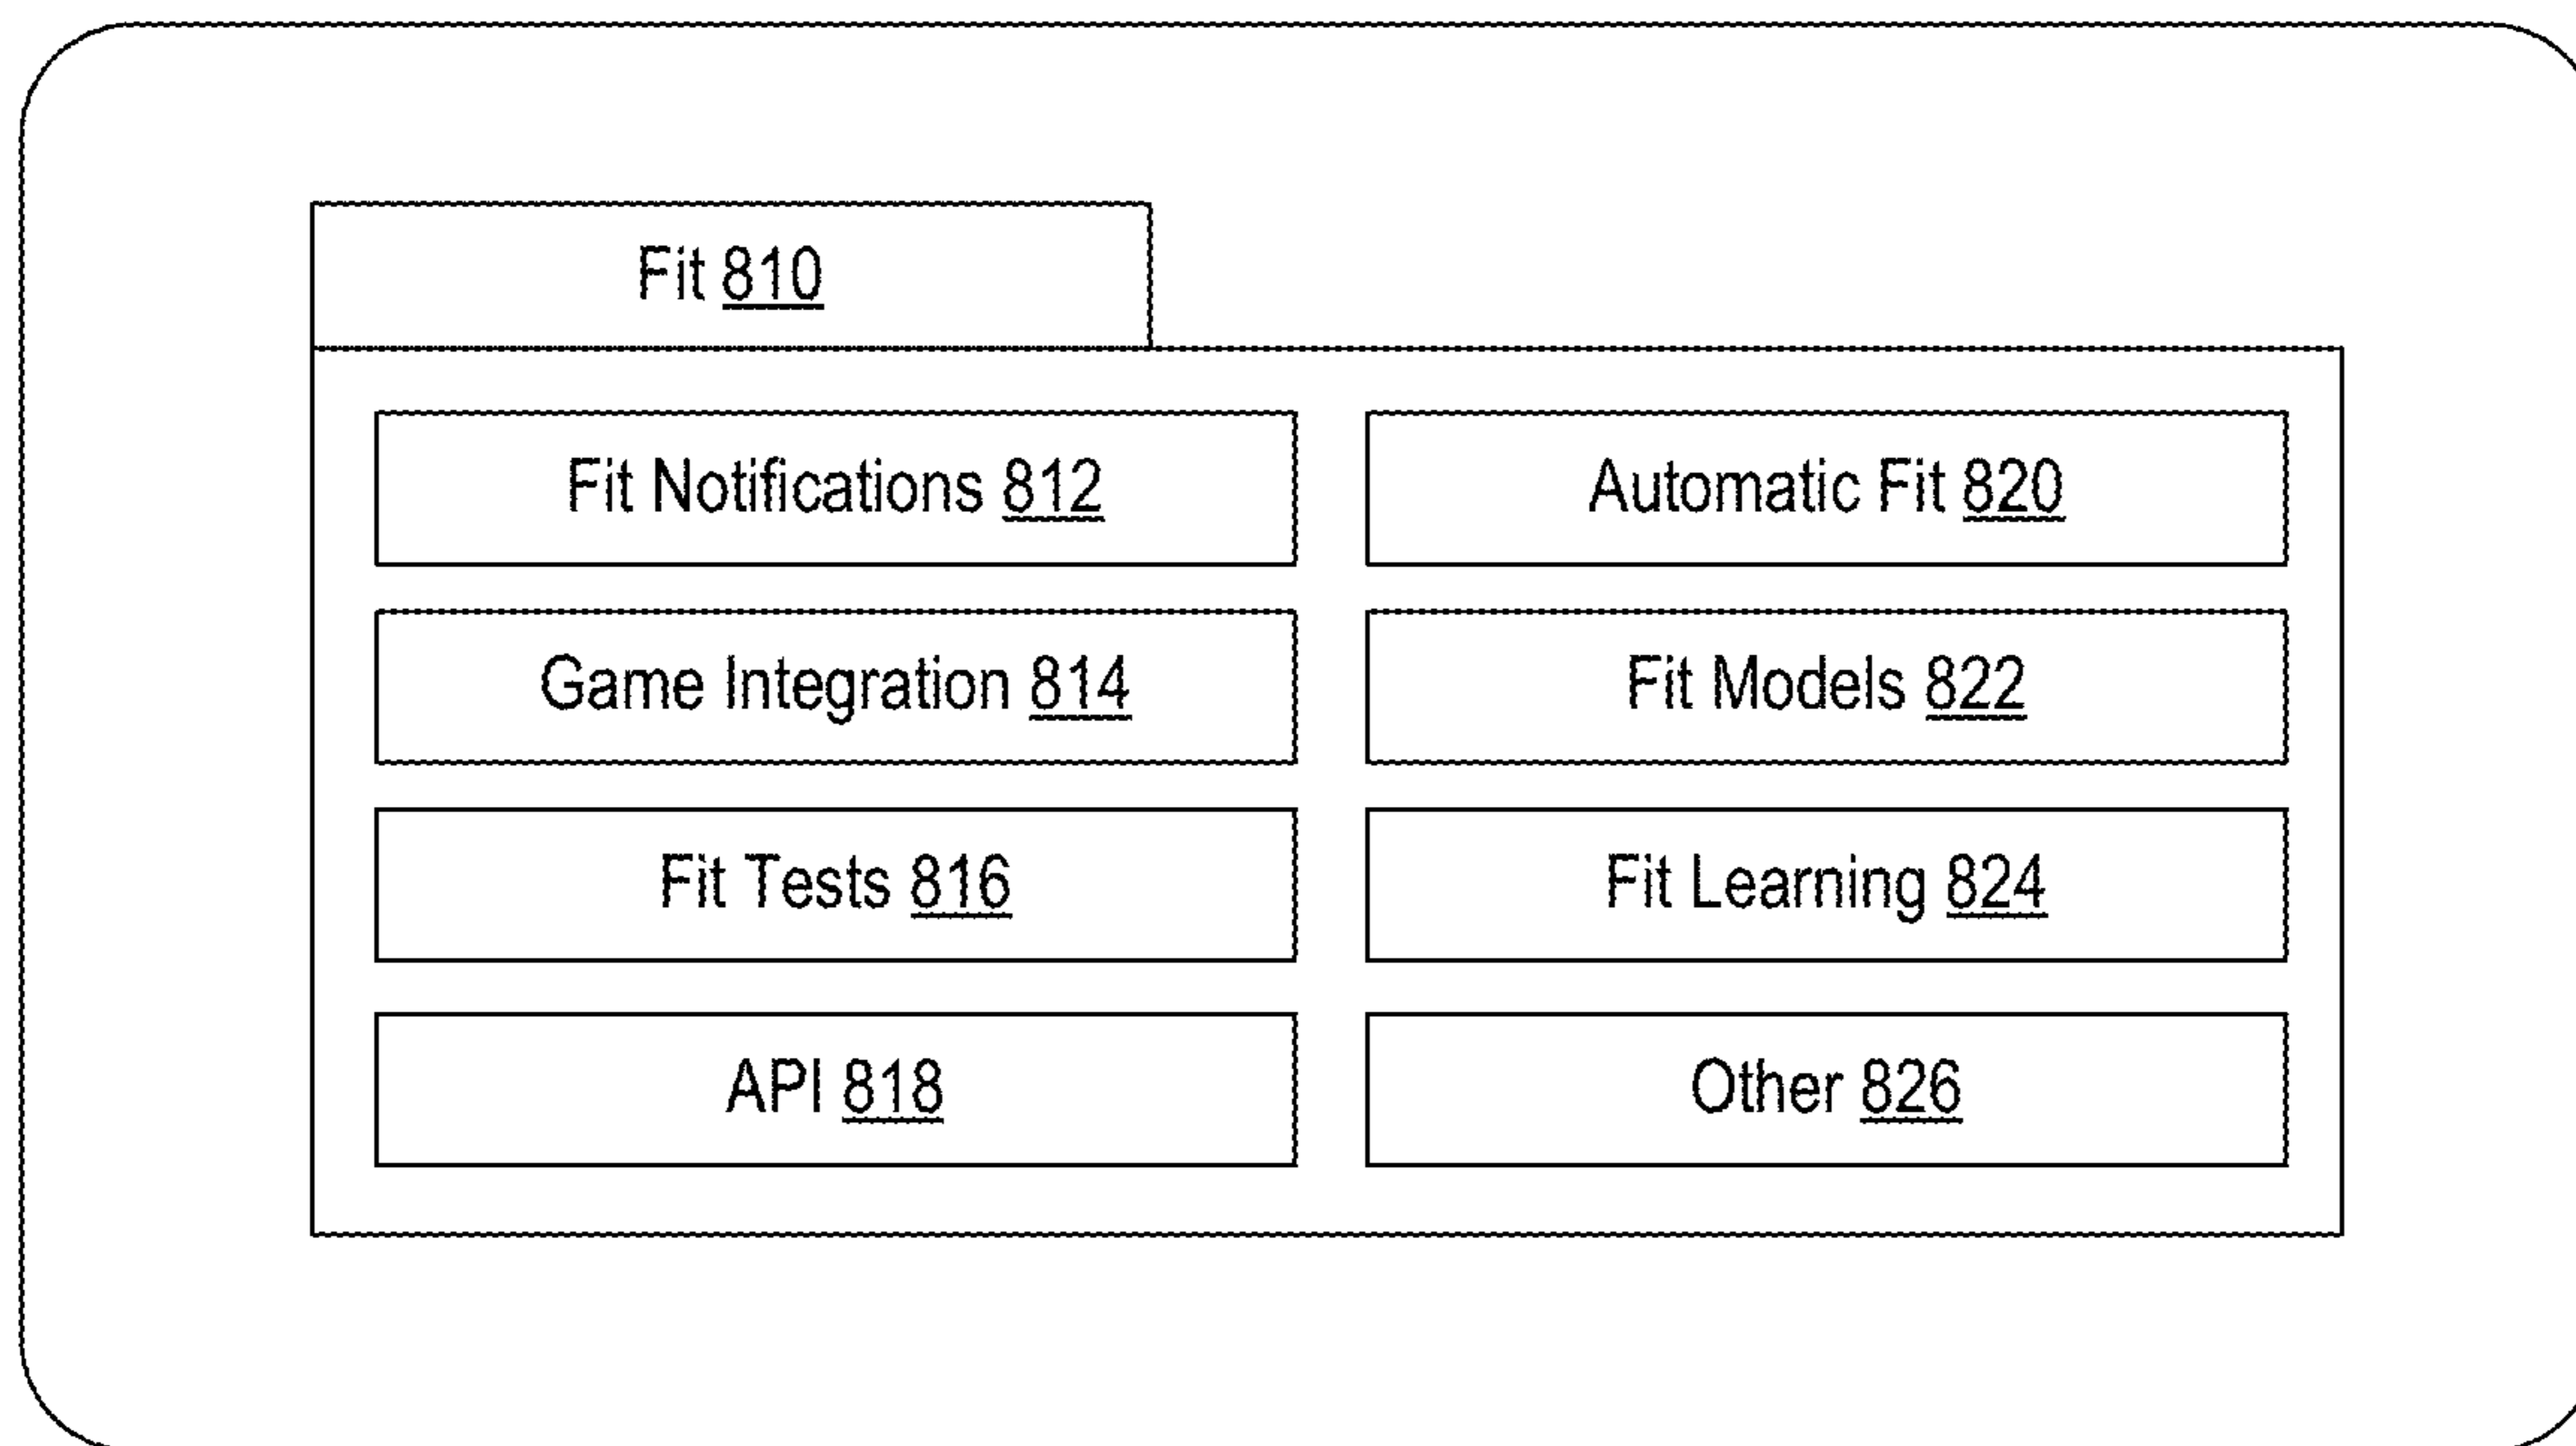 Fit 810
Fit Notifications 812
Automatic Fit 820
Game Integration 814
Fit Models 822
Fit Tests 816
Fit Learning 824
API 818
Other 826